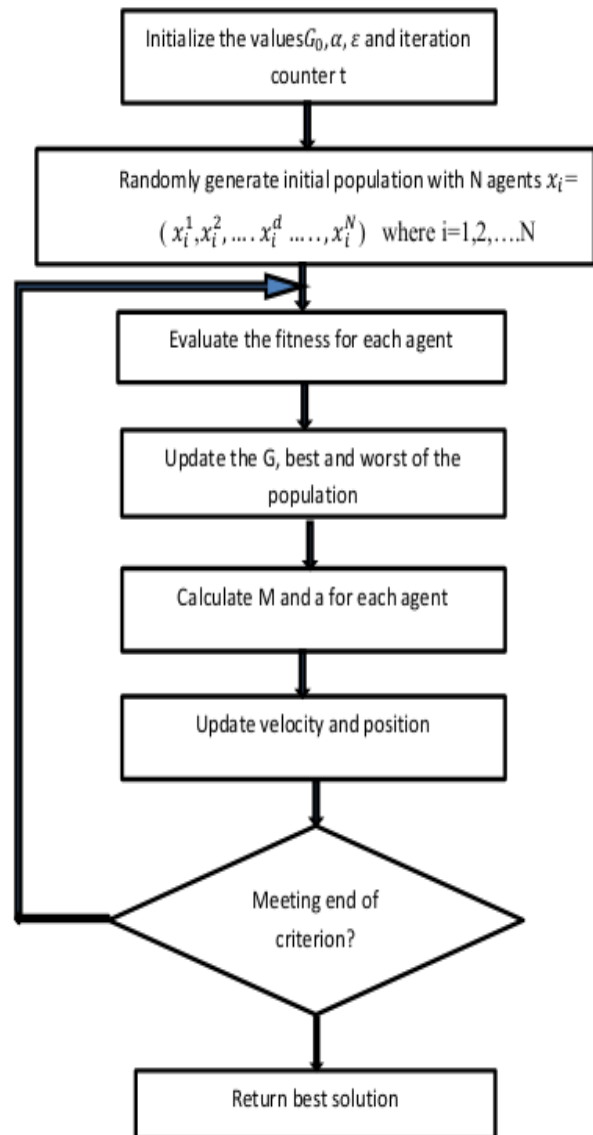 Initialize the values𝐺₀,𝛼, 𝜀 and iteration
counter t
Randomly generate initial population with N agents 𝑥ᵢ=
( 𝑥ᵢ¹,𝑥ᵢ²,…. 𝑥ᵢᵈ …..,𝑥ᵢᴺ) where i=1,2,….N
Evaluate the fitness for each agent
Update the G, best and worst of the
population
Calculate M and a for each agent
Update velocity and position
Meeting end of
criterion?
Return best solution